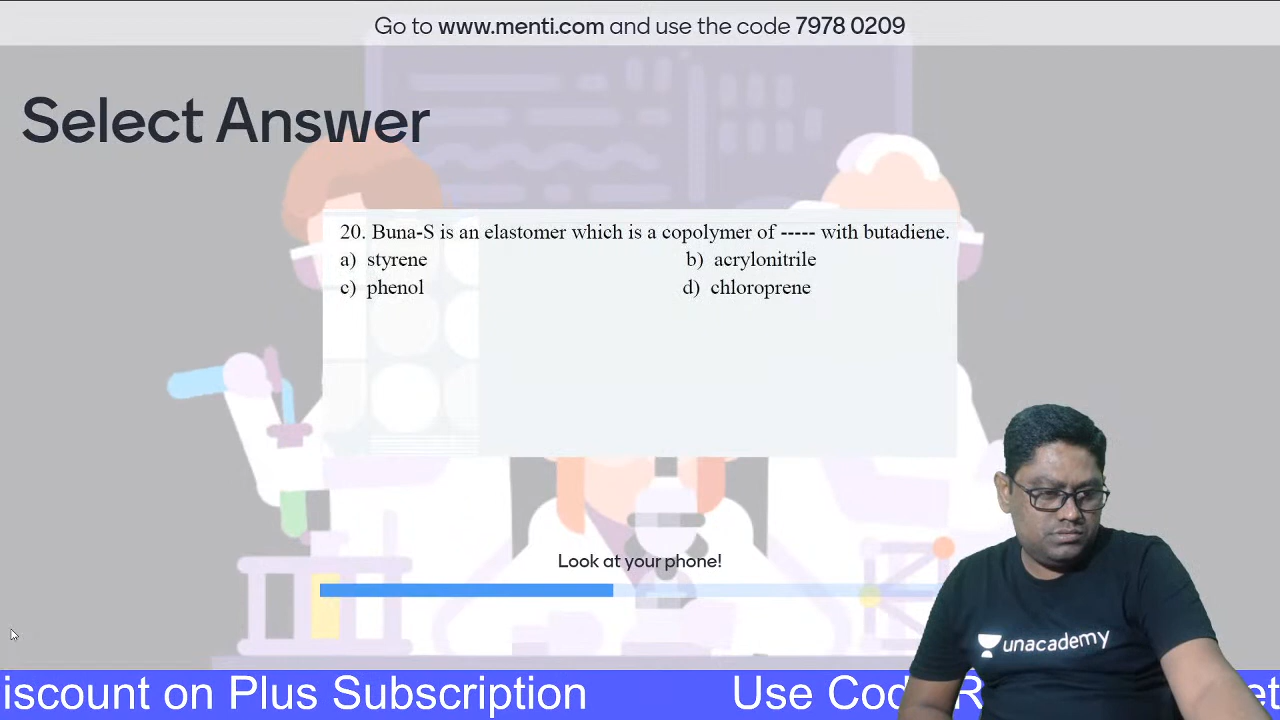 Go to www.menti.com and use the code 7978 0209
Select Answer
20. Buna-S is an elastomer which is a copolymer of ----- with butadiene.
a) styrene b) acrylonitrile
c) phenol d) chloroprene
Look at your phone!
unacademy
iscount on Plus Subscription Use Cod R et